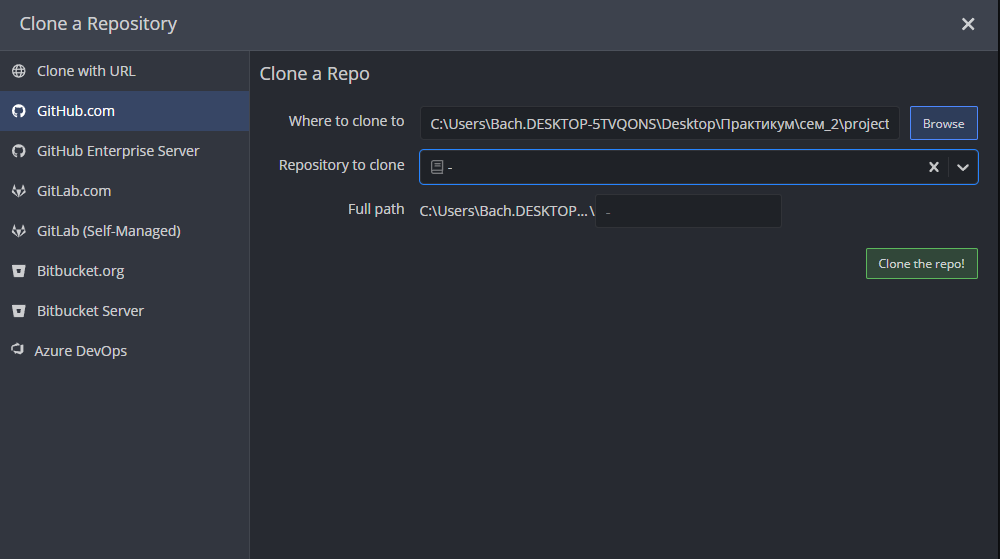 Clone a Repository
Clone with URL
GitHub.com
GitHub Enterprise Server
GitLab.com
GitLab (Self-Managed)
Bitbucket.org
Bitbucket Server
Azure DevOps
Clone a Repo
Where to clone to C:\Users\Bach.DESKTOP-5TVQONS\Desktop\Практикум\сем_2\project Browse
Repository to clone -
Full path C:\Users\Bach.DESKTOP...\ -
Clone the repo!